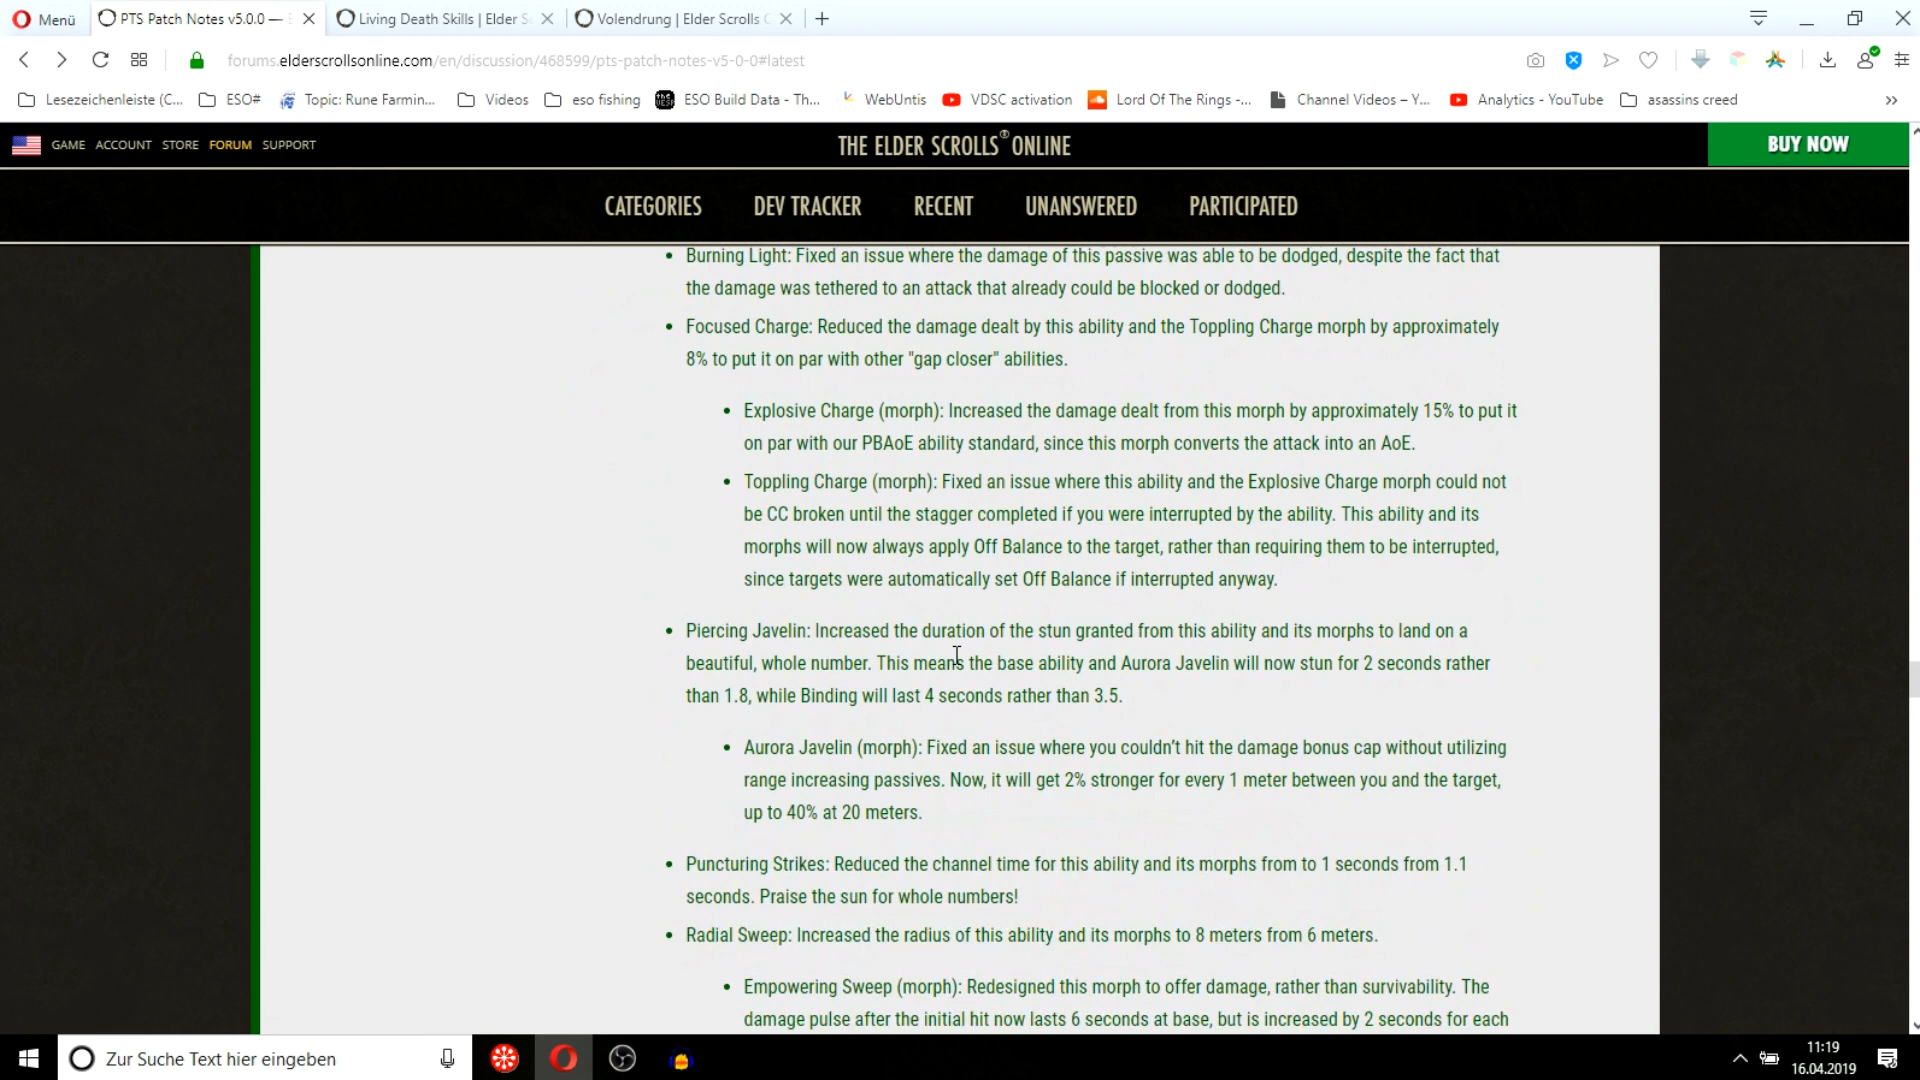 Menü
PTS Patch Notes v5.0.0 —
Living Death Skills | Elder S
Volendrung | Elder Scrolls
forums.elderscrollsonline.com/en/discussion/468599/pts-patch-notes-v5-0-0#latest
Lesezeichenleiste (C...
ESO#
Topic: Rune Farmin...
Videos
eso fishing
ESO Build Data - Th...
WebUntis
VDSC activation
Lord Of The Rings -...
Channel Videos – Y...
Analytics - YouTube
asassins creed
GAME ACCOUNT STORE FORUM SUPPORT
THE ELDER SCROLLS® ONLINE
BUY NOW
CATEGORIES DEV TRACKER RECENT UNANSWERED PARTICIPATED
• Burning Light: Fixed an issue where the damage of this passive was able to be dodged, despite the fact that
the damage was tethered to an attack that already could be blocked or dodged.
• Focused Charge: Reduced the damage dealt by this ability and the Toppling Charge morph by approximately
8% to put it on par with other "gap closer" abilities.
• Explosive Charge (morph): Increased the damage dealt from this morph by approximately 15% to put it
on par with our PBAoE ability standard, since this morph converts the attack into an AoE.
• Toppling Charge (morph): Fixed an issue where this ability and the Explosive Charge morph could not
be CC broken until the stagger completed if you were interrupted by the ability. This ability and its
morphs will now always apply Off Balance to the target, rather than requiring them to be interrupted,
since targets were automatically set Off Balance if interrupted anyway.
• Piercing Javelin: Increased the duration of the stun granted from this ability and its morphs to land on a
beautiful, whole number. This means the base ability and Aurora Javelin will now stun for 2 seconds rather
than 1.8, while Binding will last 4 seconds rather than 3.5.
• Aurora Javelin (morph): Fixed an issue where you couldn't hit the damage bonus cap without utilizing
range increasing passives. Now, it will get 2% stronger for every 1 meter between you and the target,
up to 40% at 20 meters.
• Puncturing Strikes: Reduced the channel time for this ability and its morphs from to 1 seconds from 1.1
seconds. Praise the sun for whole numbers!
• Radial Sweep: Increased the radius of this ability and its morphs to 8 meters from 6 meters.
• Empowering Sweep (morph): Redesigned this morph to offer damage, rather than survivability. The
damage pulse after the initial hit now lasts 6 seconds at base, but is increased by 2 seconds for each
Zur Suche Text hier eingeben
11:19
16.04.2019